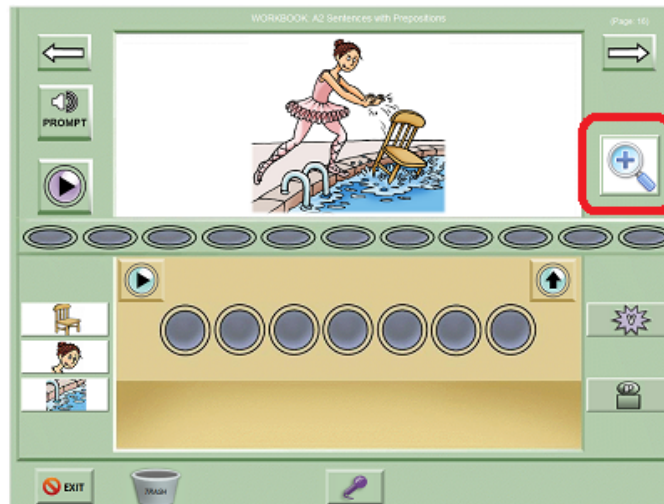 WORKBOOK: A2 Sentences with Prepositions
(Page: 16)
PROMPT
EXIT
TRASH